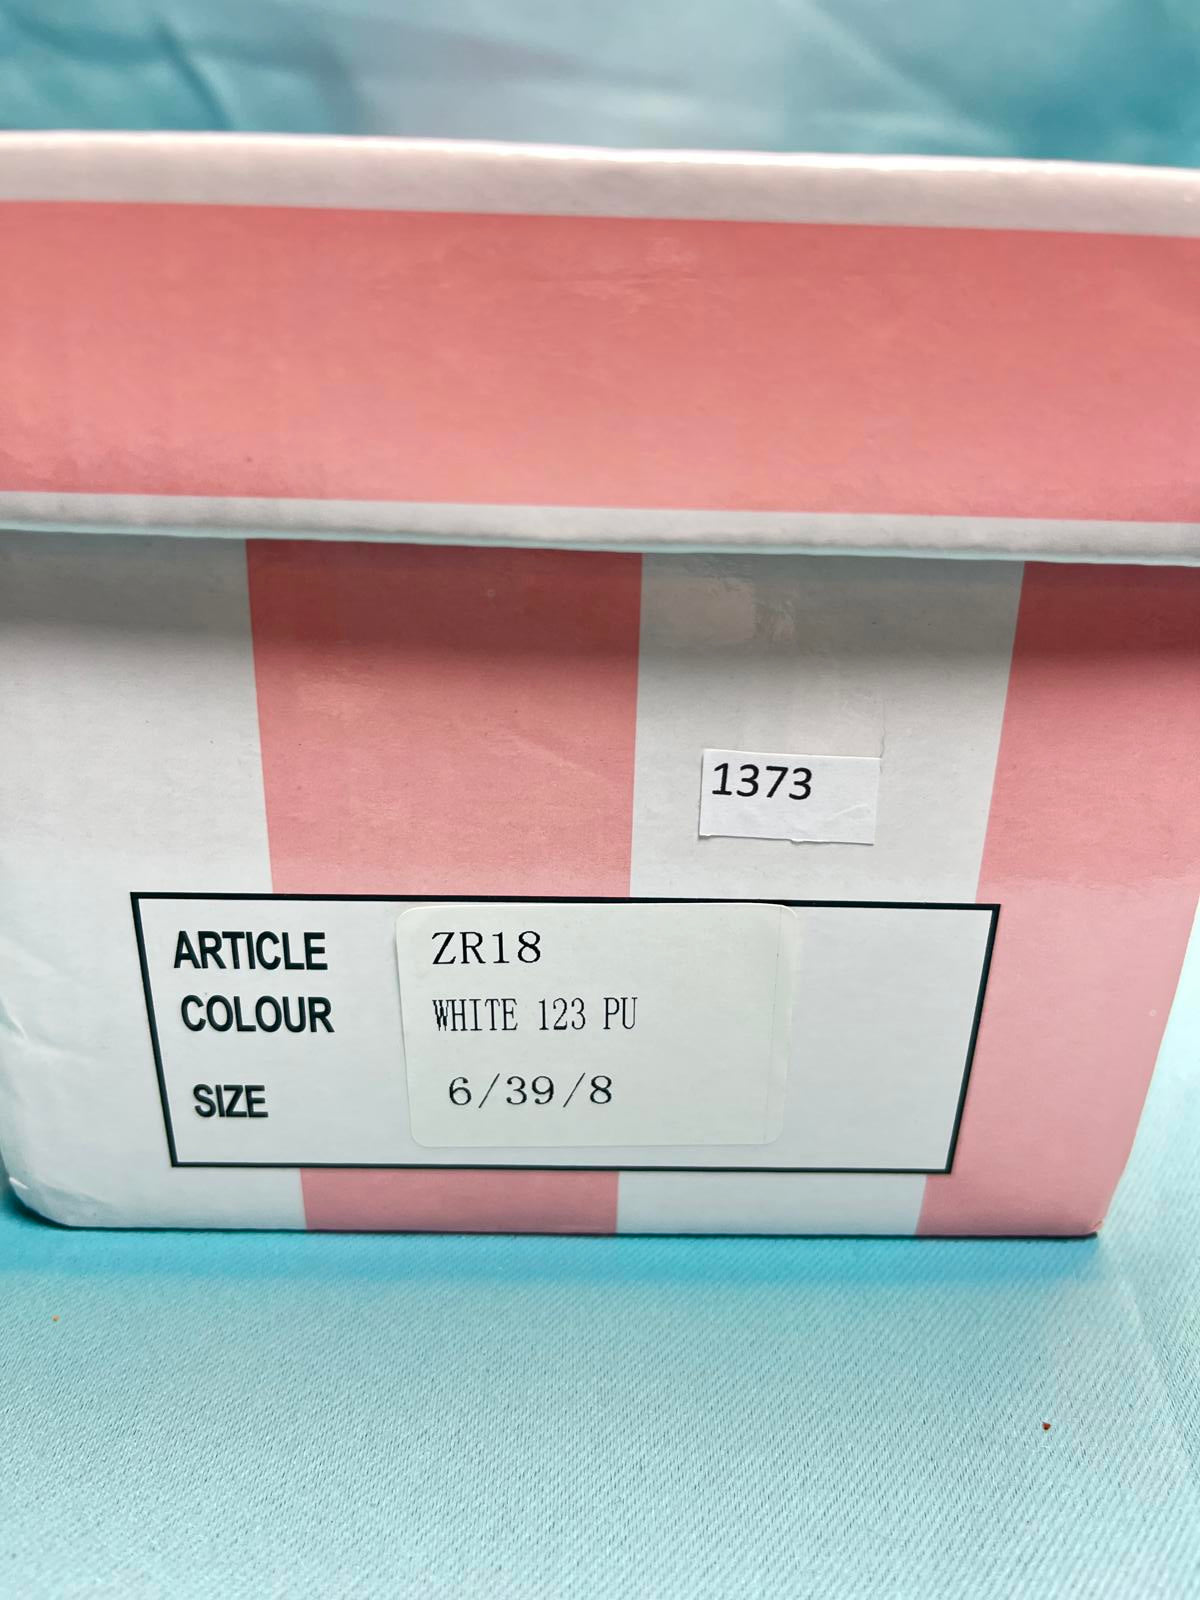 1373
ARTICLE ZR18
COLOUR WHITE 123 PU
SIZE 6/39/8